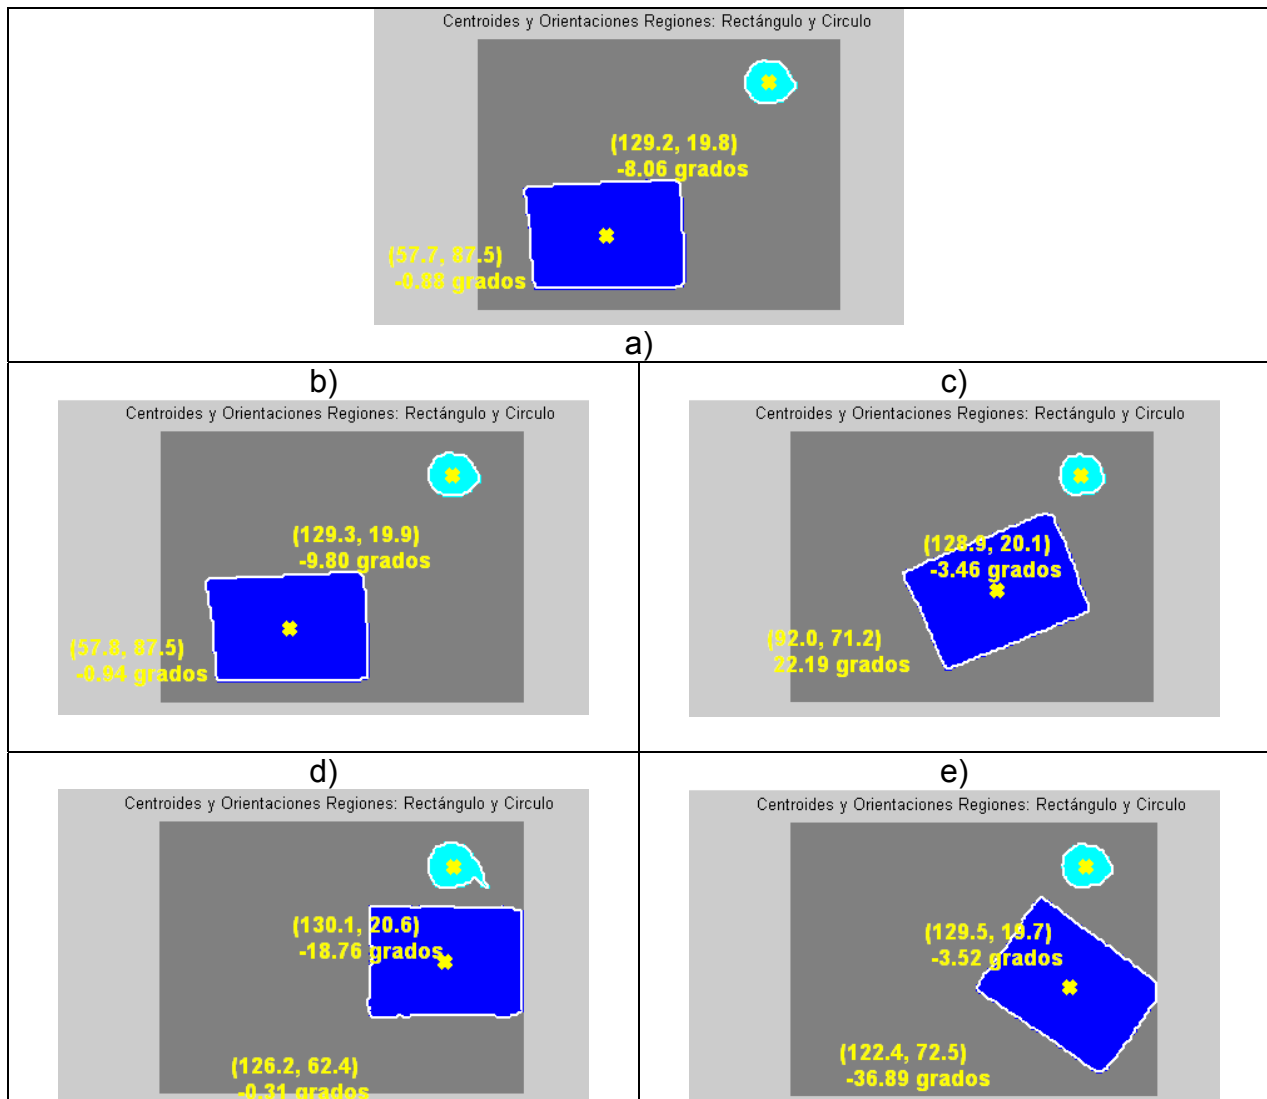 Centroides y Orientaciones Regiones: Rectángulo y Circulo
(129.2, 19.8)
-8.06 grados
(57.7, 87.5)
-0.88 grados
a)
b)
Centroides y Orientaciones Regiones: Rectángulo y Circulo
(129.3, 19.9)
-9.80 grados
(57.8, 87.5)
-0.94 grados
c)
Centroides y Orientaciones Regiones: Rectángulo y Circulo
(128.9, 20.1)
-3.46 grados
(92.0, 71.2)
22.19 grados
d)
Centroides y Orientaciones Regiones: Rectángulo y Circulo
(130.1, 20.6)
-18.76 grados
(126.2, 62.4)
-0.31 grados
e)
Centroides y Orientaciones Regiones: Rectángulo y Circulo
(129.5, 19.7)
-3.52 grados
(122.4, 72.5)
-36.89 grados